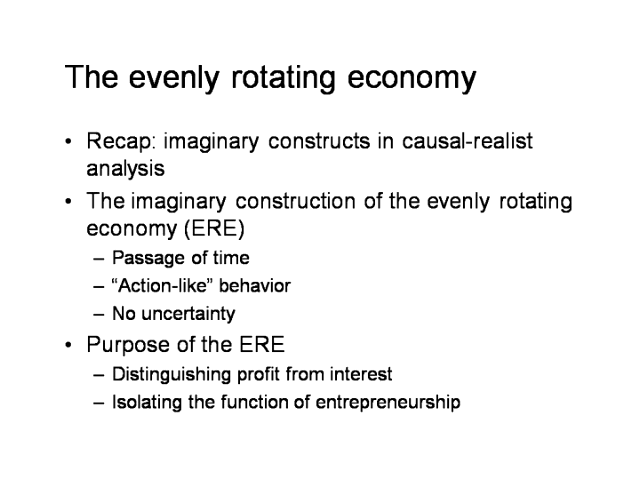 The evenly rotating economy
• Recap: imaginary constructs in causal-realist
analysis
• The imaginary construction of the evenly rotating
economy (ERE)
– Passage of time
– “Action-like” behavior
– No uncertainty
• Purpose of the ERE
– Distinguishing profit from interest
– Isolating the function of entrepreneurship